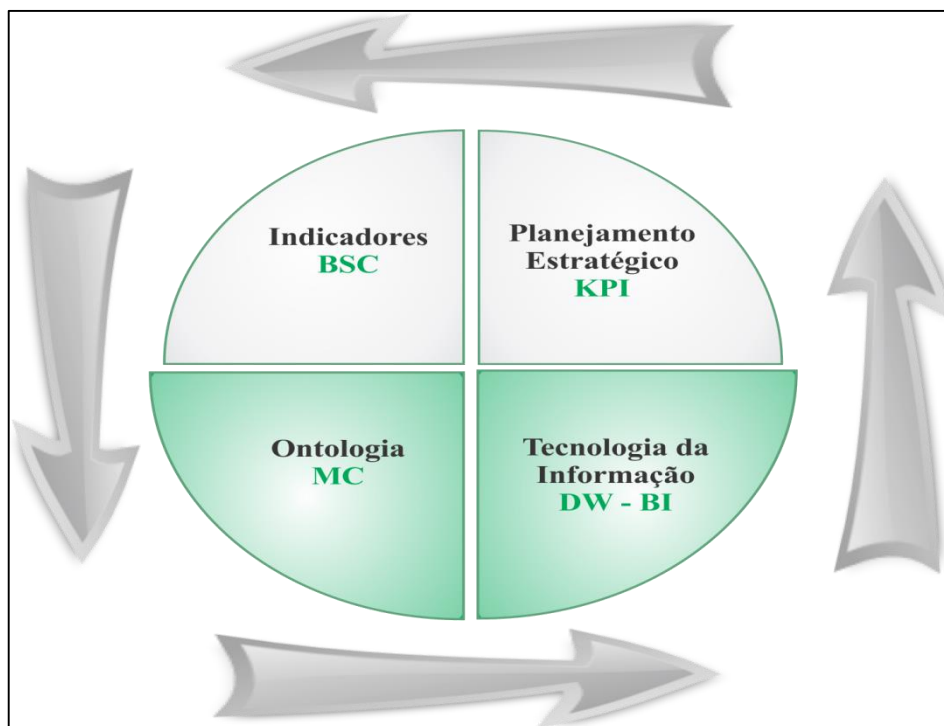 Indicadores
BSC
Planejamento
Estratégico
KPI
Ontologia
MC
Tecnologia da
Informação
DW - BI